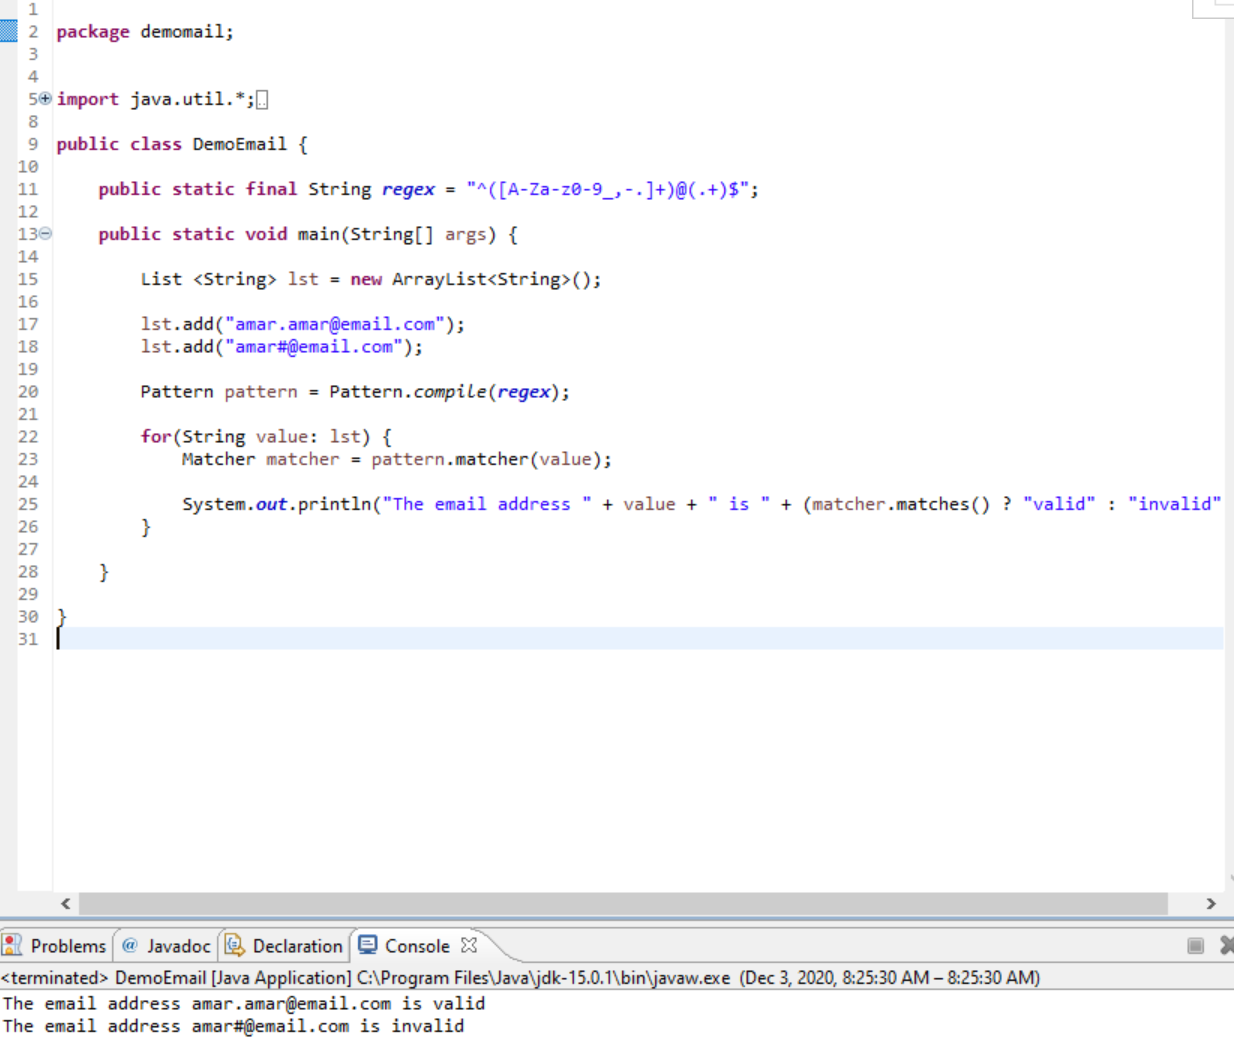 1
2 package demomail;
3
4
5 import java.util.*;
8
9 public class DemoEmail {
10
11     public static final String regex = "^([A-Za-z0-9_,-.]+)@(.+)$";
12
13     public static void main(String[] args) {
14
15         List <String> lst = new ArrayList<String>();
16
17         lst.add("amar.amar@email.com");
18         lst.add("amar#@email.com");
19
20         Pattern pattern = Pattern.compile(regex);
21
22         for(String value: lst) {
23             Matcher matcher = pattern.matcher(value);
24
25             System.out.println("The email address " + value + " is " + (matcher.matches() ? "valid" : "invalid"
26         }
27
28     }
29
30 }
31
Problems @ Javadoc Declaration Console
<terminated> DemoEmail [Java Application] C:\Program Files\Java\jdk-15.0.1\bin\javaw.exe (Dec 3, 2020, 8:25:30 AM – 8:25:30 AM)
The email address amar.amar@email.com is valid
The email address amar#@email.com is invalid